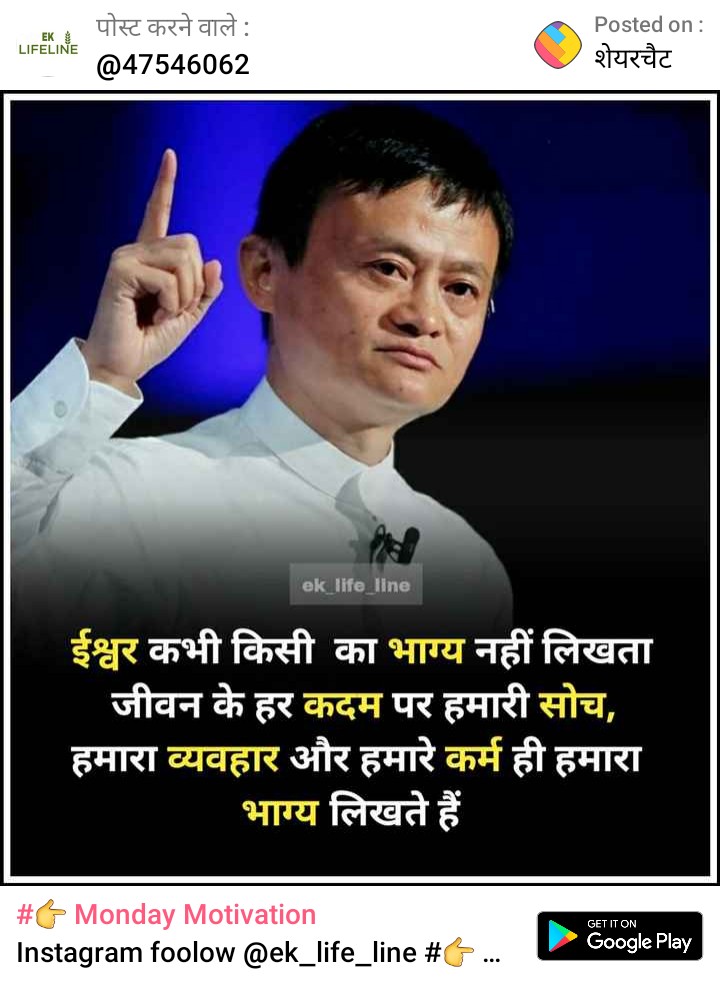 EK
LIFELINE
पोस्ट करने वाले :
@47546062
Posted on :
शेयरचैट
ek_life_line
ईश्वर कभी किसी का भाग्य नहीं लिखता
जीवन के हर कदम पर हमारी सोच,
हमारा व्यवहार और हमारे कर्म ही हमारा
भाग्य लिखते हैं
#👉 Monday Motivation
Instagram foolow @ek_life_line #👉 ...
GET IT ON
Google Play